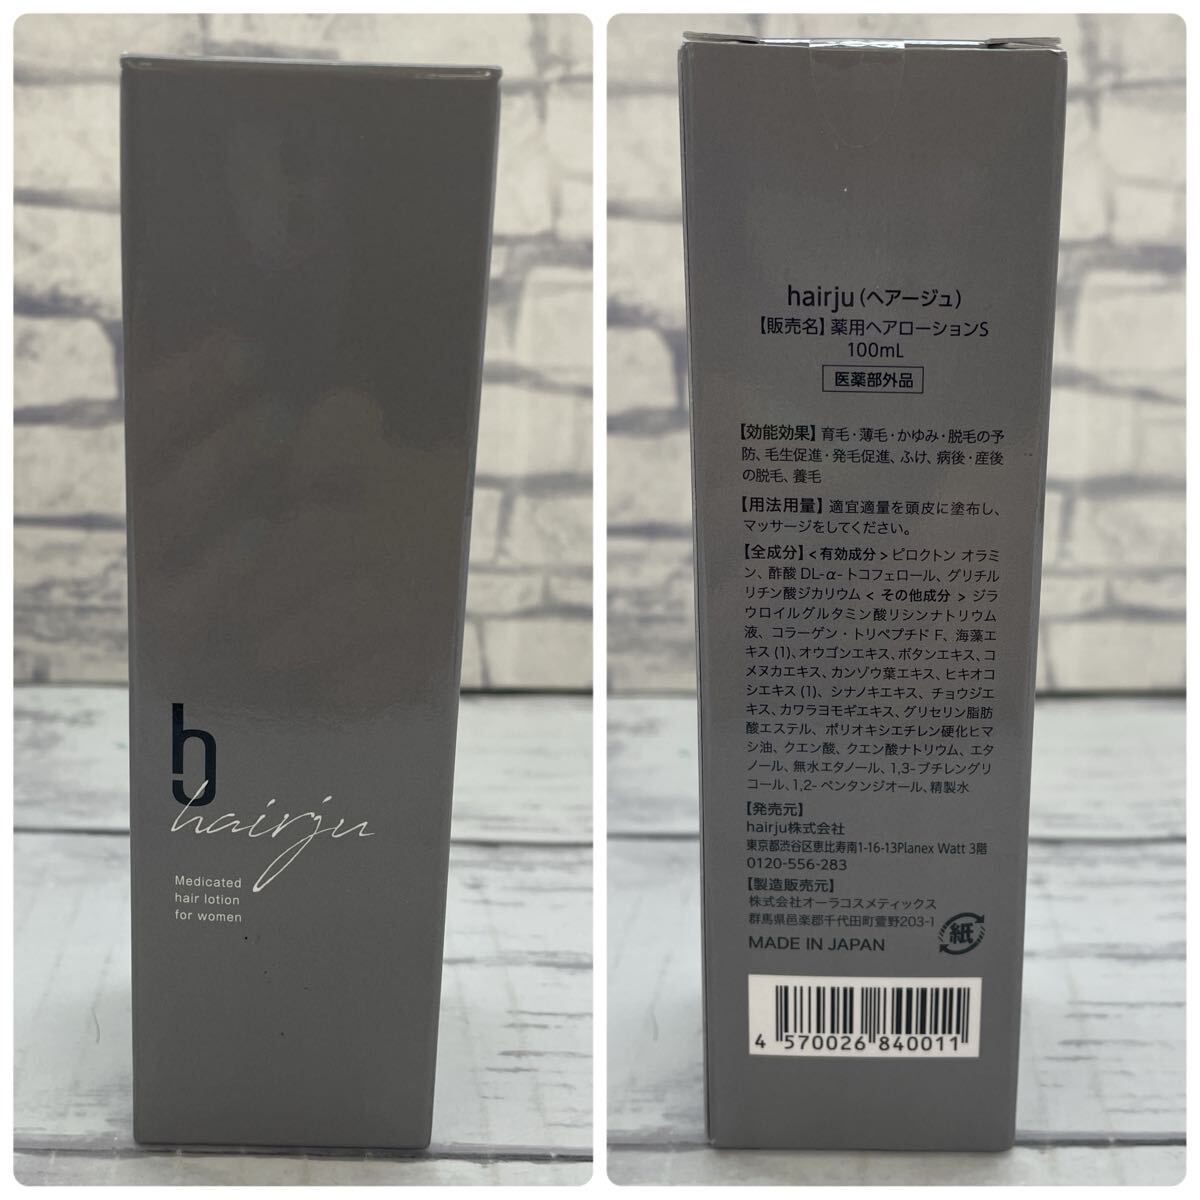 h
hairju
Medicated
hair lotion
for women
hairju(ヘアージュ)
【販売名】薬用ヘアローションS
100mL
医薬部外品
【効能効果】育毛・薄毛・かゆみ・脱毛の予
防、毛生促進・発毛促進、ふけ、病後・産後
の脱毛、養毛
【用法用量】適宜適量を頭皮に塗布し、
マッサージをしてください。
【全成分】<有効成分>ピロクトン オラミ
ン、酢酸 DL-α-トコフェロール、グリチル
リチン酸ジカリウム< その他成分 > ジラ
ウロイルグルタミン酸リシンナトリウム
液、コラーゲン・トリペプチド F、海藻エ
キス (1)、オウゴンエキス、ボタンエキス、コ
メヌカエキス、カンゾウ葉エキス、ヒキオコ
シエキス (1)、シナノキエキス、チョウジエ
キス、カワラヨモギエキス、グリセリン脂肪
酸エステル、ポリオキシエチレン硬化ヒマ
シ油、クエン酸、クエン酸ナトリウム、エタ
ノール、無水エタノール、1,3-ブチレングリ
コール、1,2-ペンタンジオール、精製水
【発売元】
hairju株式会社
東京都渋谷区恵比寿南1-16-13Planex Watt 3階
0120-556-283
【製造販売元】
株式会社オーラコスメティックス
群馬県邑楽郡千代田町萱野203-1
MADE IN JAPAN
紙
4 570026 840011